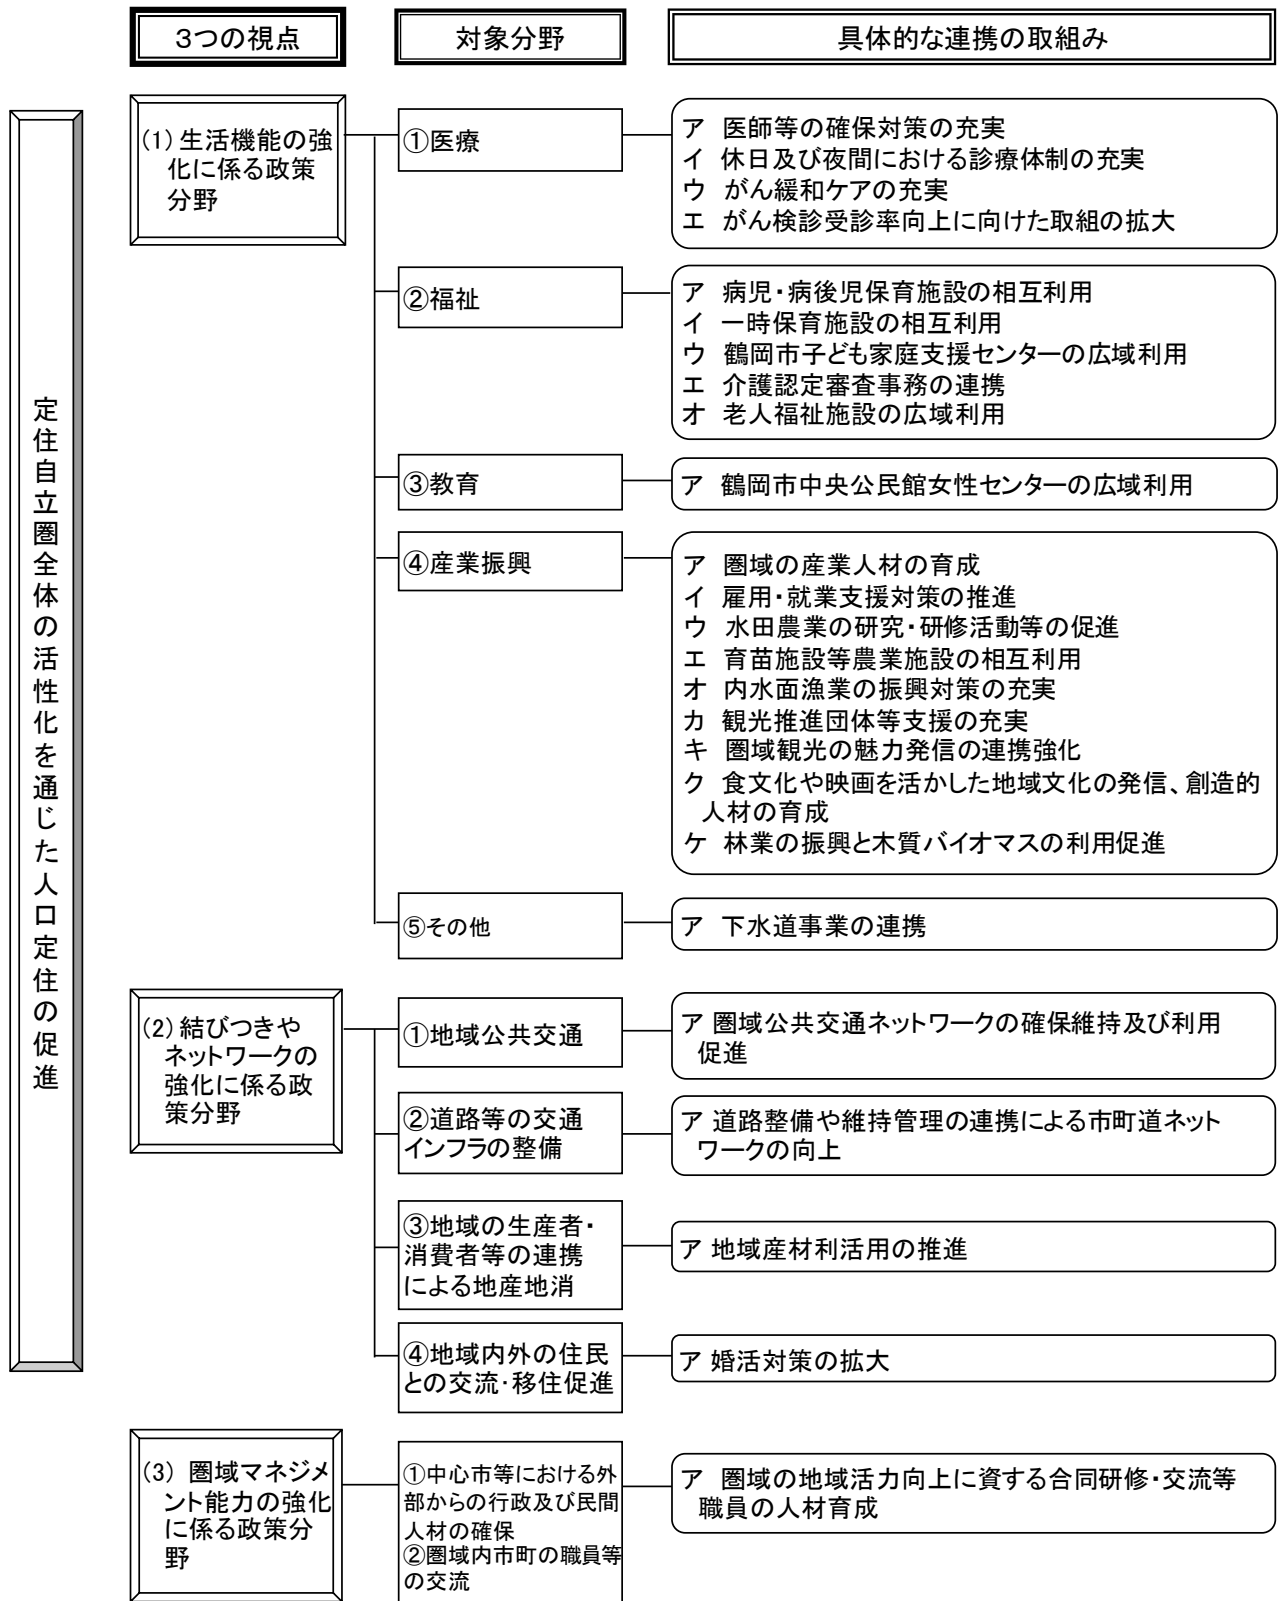 3つの視点
対象分野
具体的な連携の取組み
定住自立圏全体の活性化を通じた人口定住の促進
(1) 生活機能の強
化に係る政策
分野
①医療
ア 医師等の確保対策の充実
イ 休日及び夜間における診療体制の充実
ウ がん緩和ケアの充実
エ がん検診受診率向上に向けた取組の拡大
②福祉
ア 病児・病後児保育施設の相互利用
イ 一時保育施設の相互利用
ウ 鶴岡市子ども家庭支援センターの広域利用
エ 介護認定審査事務の連携
オ 老人福祉施設の広域利用
③教育
ア 鶴岡市中央公民館女性センターの広域利用
④産業振興
ア 圏域の産業人材の育成
イ 雇用・就業支援対策の推進
ウ 水田農業の研究・研修活動等の促進
エ 育苗施設等農業施設の相互利用
オ 内水面漁業の振興対策の充実
カ 観光推進団体等支援の充実
キ 圏域観光の魅力発信の連携強化
ク 食文化や映画を活かした地域文化の発信、創造的
人材の育成
ケ 林業の振興と木質バイオマスの利用促進
⑤その他
ア 下水道事業の連携
(2) 結びつきや
ネットワークの
強化に係る政
策分野
①地域公共交通
ア 圏域公共交通ネットワークの確保維持及び利用
促進
②道路等の交通
インフラの整備
ア 道路整備や維持管理の連携による市町道ネット
ワークの向上
③地域の生産者・
消費者等の連携
による地産地消
ア 地域産材利活用の推進
④地域内外の住民
との交流・移住促進
ア 婚活対策の拡大
(3) 圏域マネジメ
ント能力の強化
に係る政策分
野
①中心市等における外
部からの行政及び民間
人材の確保
②圏域内市町の職員等
の交流
ア 圏域の地域活力向上に資する合同研修・交流等
職員の人材育成